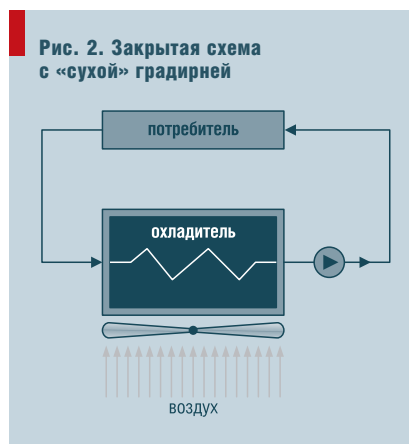 Рис. 2. Закрытая схема
с «сухой» градирней
потребитель
охладитель
воздух